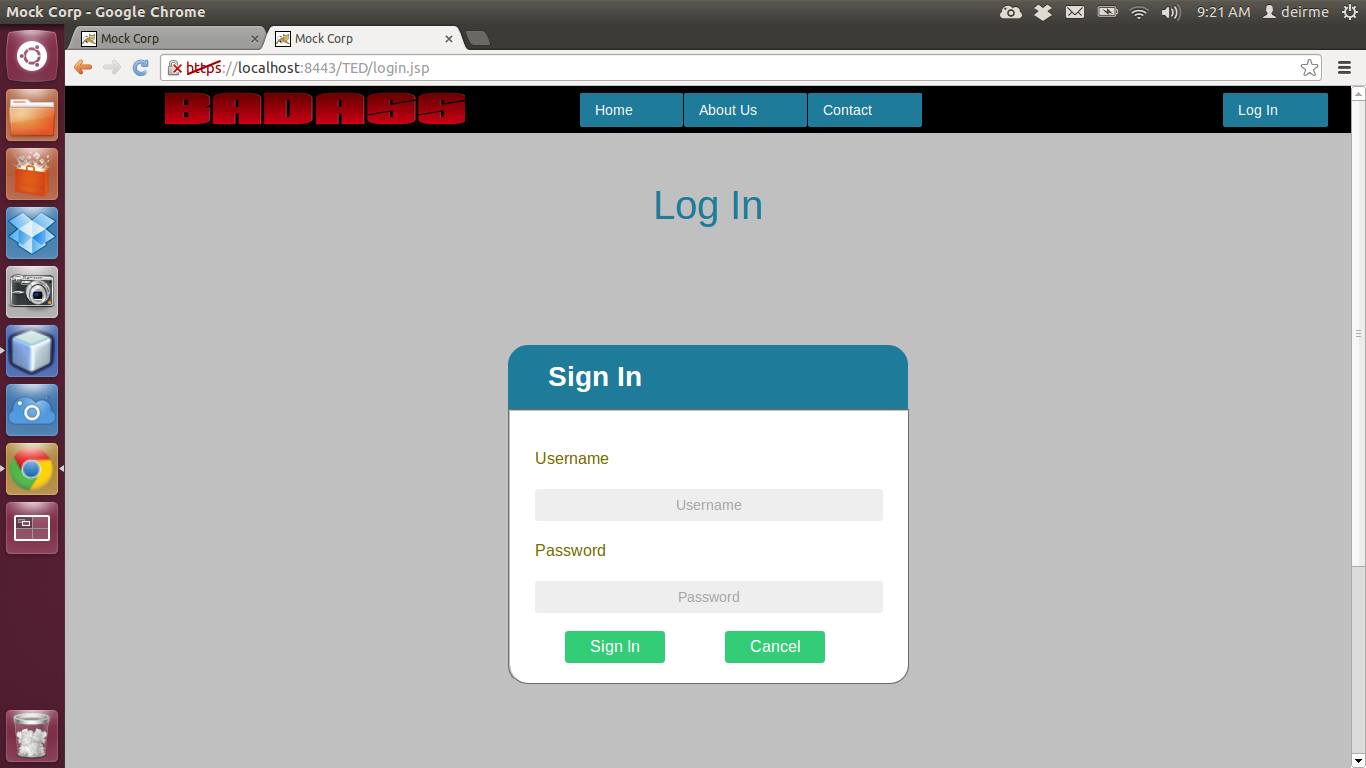 Mock Corp - Google Chrome
9:21 AM deirme
Mock Corp
Mock Corp
https://localhost:8443/TED/login.jsp
BADASS
Home
About Us
Contact
Log In
Log In
Sign In
Username
Username
Password
Password
Sign In
Cancel